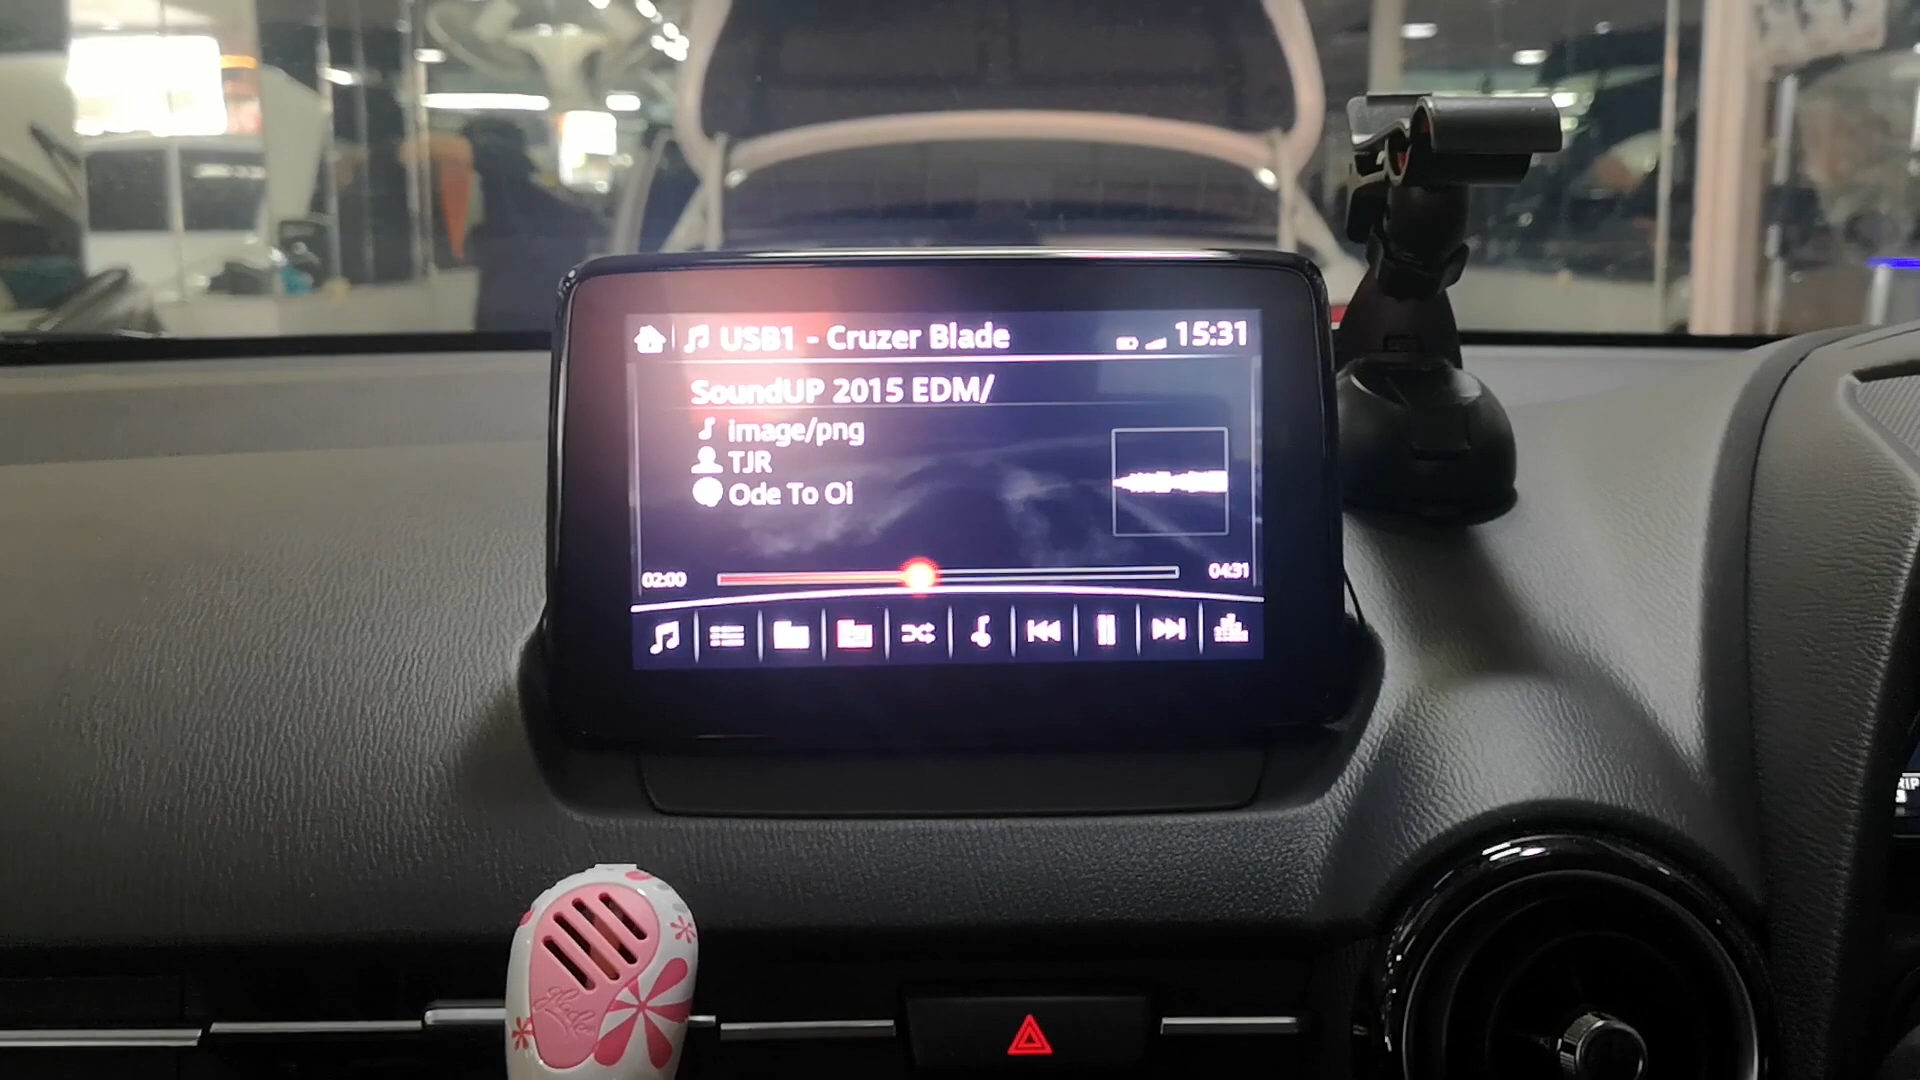 USB1 - Cruzer Blade
15:31
SoundUP 2015 EDM/
image/png
TJR
Ode To Oi
02:00
04:31